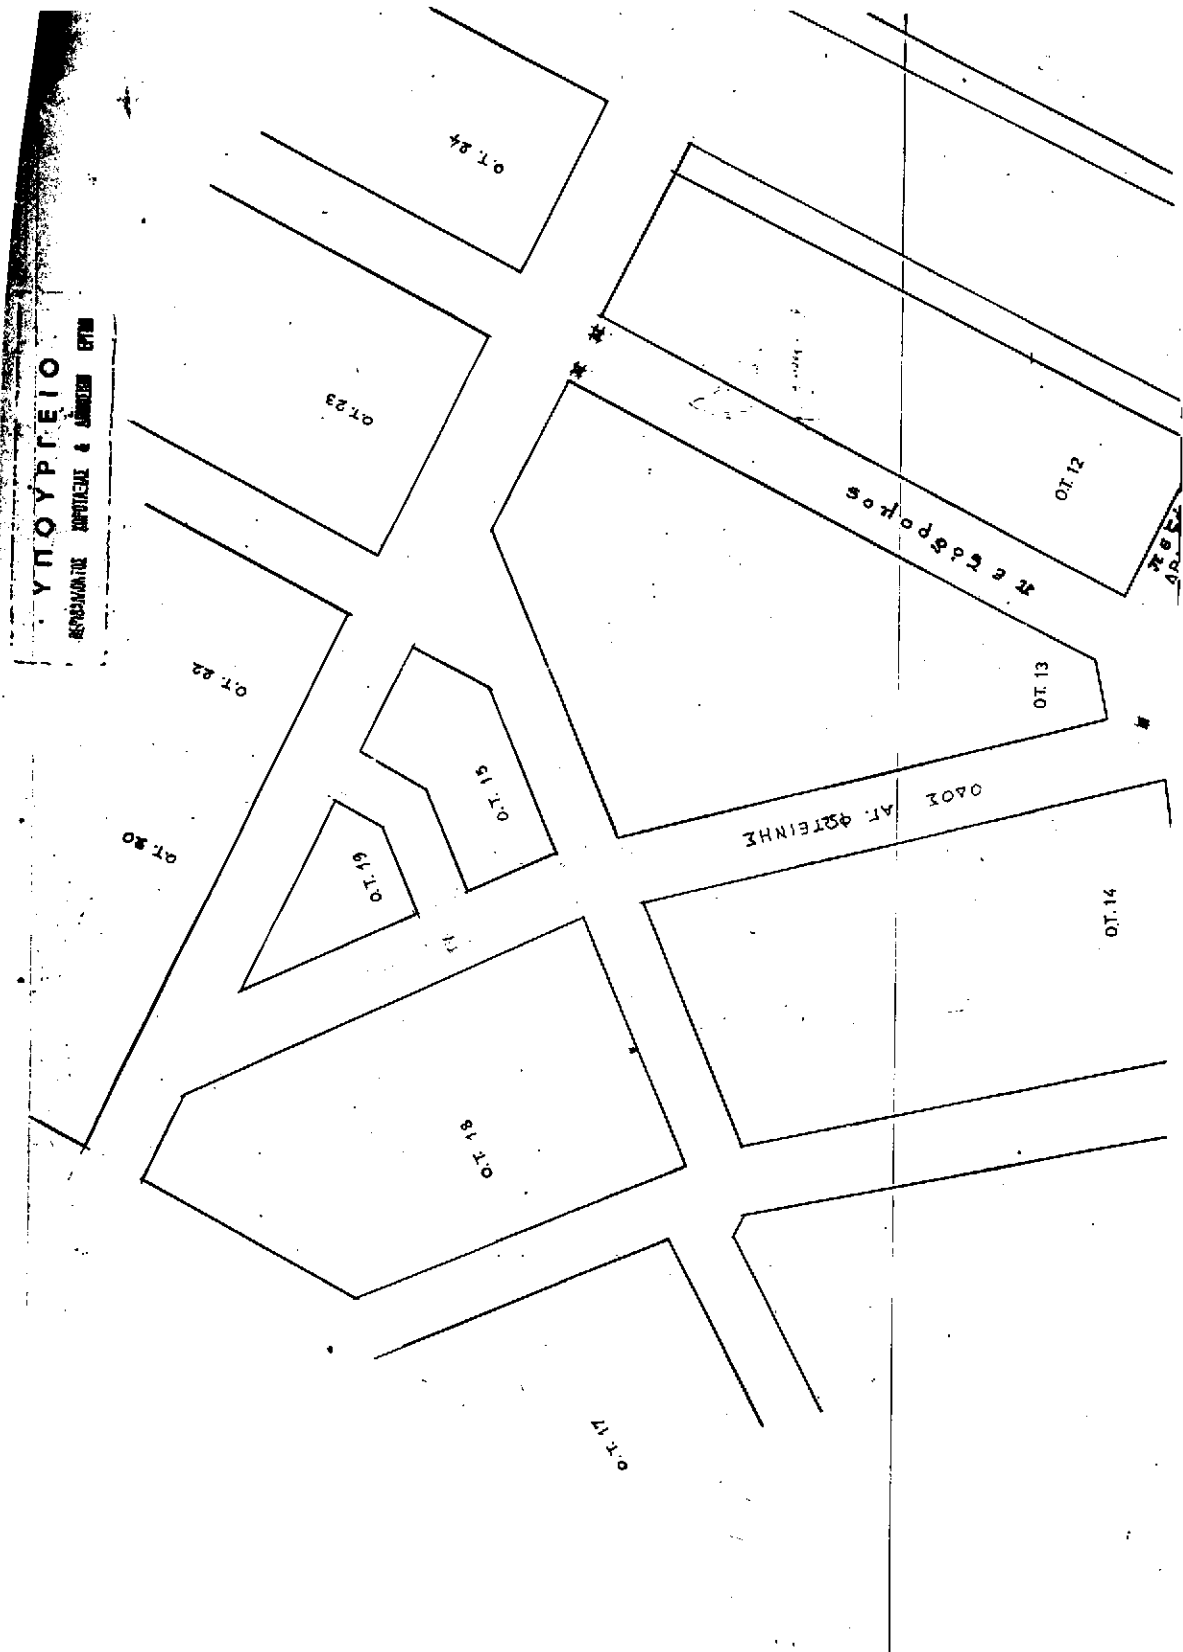 ΥΠΟΥΡΓΕΙΟ
ΠΕΡΙΒΑΛΛΟΝΤΟΣ ΧΩΡΟΤΑΞΙΑΣ & ΔΗΜΟΣΙΩΝ ΕΡΓΩΝ
Ο.Τ. 24
Ο.Τ. 23
Ο.Τ. 22
Ο.Τ. 20
Ο.Τ. 19
Ο.Τ. 15
Ο.Τ. 18
Ο.Τ. 17
Ο.Τ. 12
Ο.Τ. 13
Ο.Τ. 14
πεζόδρομος
ΟΔΟΣ ΑΓ. ΦΩΤΕΙΝΗΣ